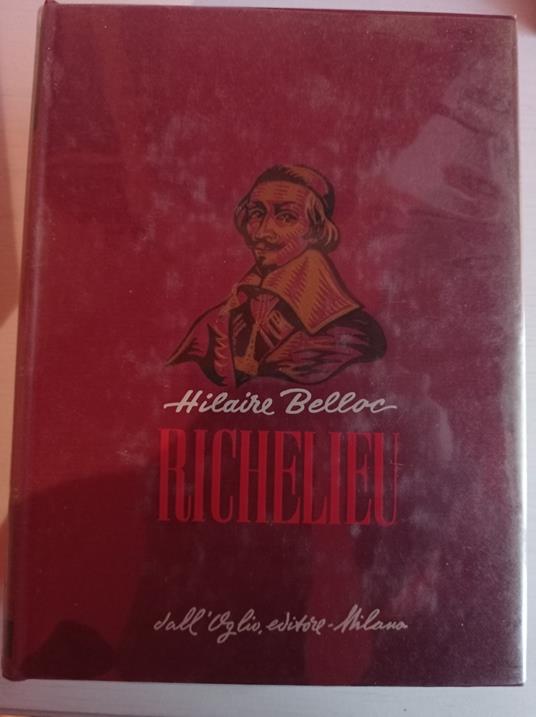 Hilaire Belloc
RICHELIEU
dall'Oglio, editore - Milano